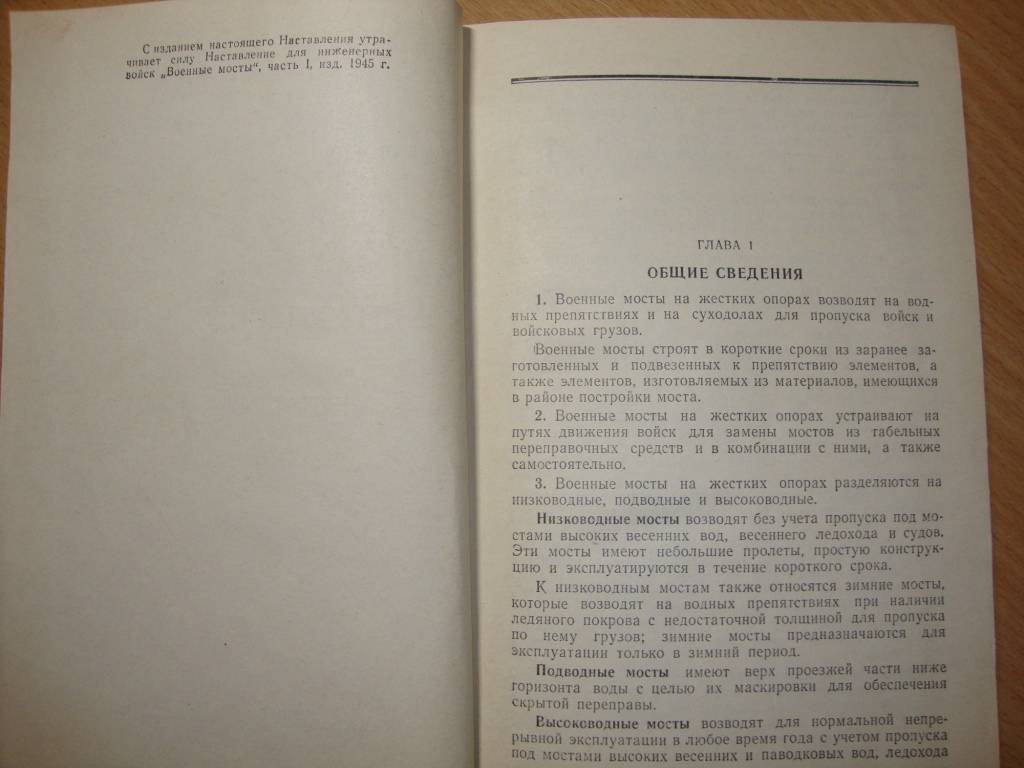 С изданием настоящего Наставления утра-
чивает силу Наставление для инженерных
войск „Военные мосты“, часть I, изд. 1945 г.
ГЛАВА 1
ОБЩИЕ СВЕДЕНИЯ
1. Военные мосты на жестких опорах возводят на вод-
ных препятствиях и на суходолах для пропуска войск и
войсковых грузов.
Военные мосты строят в короткие сроки из заранее за-
готовленных и подвезенных к препятствию элементов, а
также элементов, изготовляемых из материалов, имеющихся
в районе постройки моста.
2. Военные мосты на жестких опорах устраивают на
путях движения войск для замены мостов из табельных
переправочных средств и в комбинации с ними, а также
самостоятельно.
3. Военные мосты на жестких опорах разделяются на
низководные, подводные и высоководные.
Низководные мосты возводят без учета пропуска под мо-
стами высоких весенних вод, весеннего ледохода и судов.
Эти мосты имеют небольшие пролеты, простую конструк-
цию и эксплуатируются в течение короткого срока.
К низководным мостам также относятся зимние мосты,
которые возводят на водных препятствиях при наличии
ледяного покрова с недостаточной толщиной для пропуска
по нему грузов; зимние мосты предназначаются для
эксплуатации только в зимний период.
Подводные мосты имеют верх проезжей части ниже
горизонта воды с целью их маскировки для обеспечения
скрытой переправы.
Высоководные мосты возводят для нормальной непре-
рывной эксплуатации в любое время года с учетом пропуска
под мостами высоких весенних и паводковых вод, ледохода